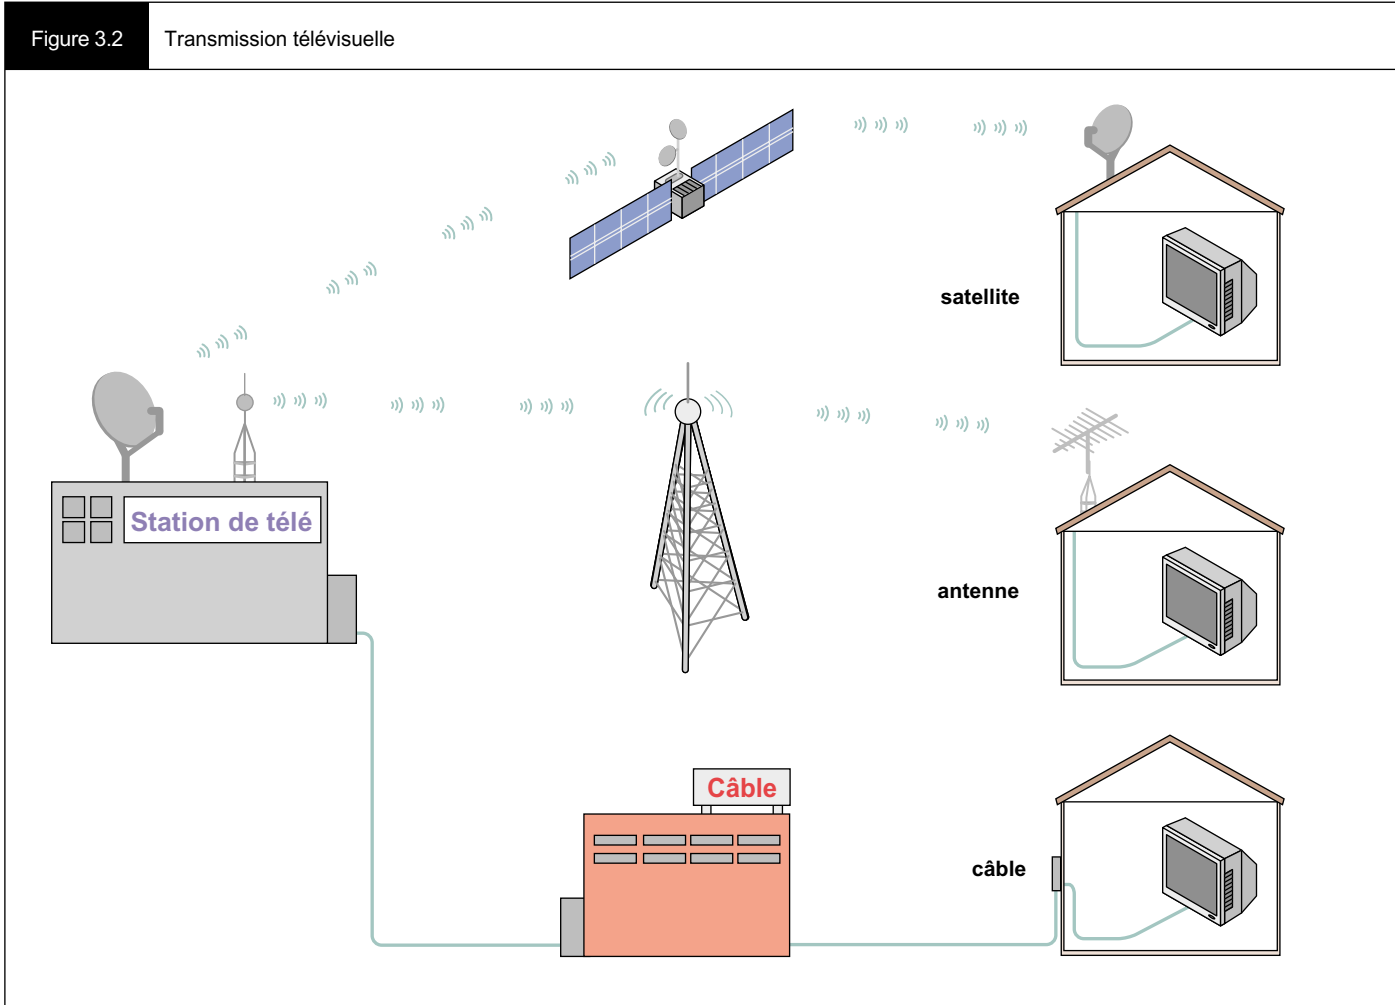 Figure 3.2
Transmission télévisuelle
satellite
Station de télé
antenne
Câble
câble